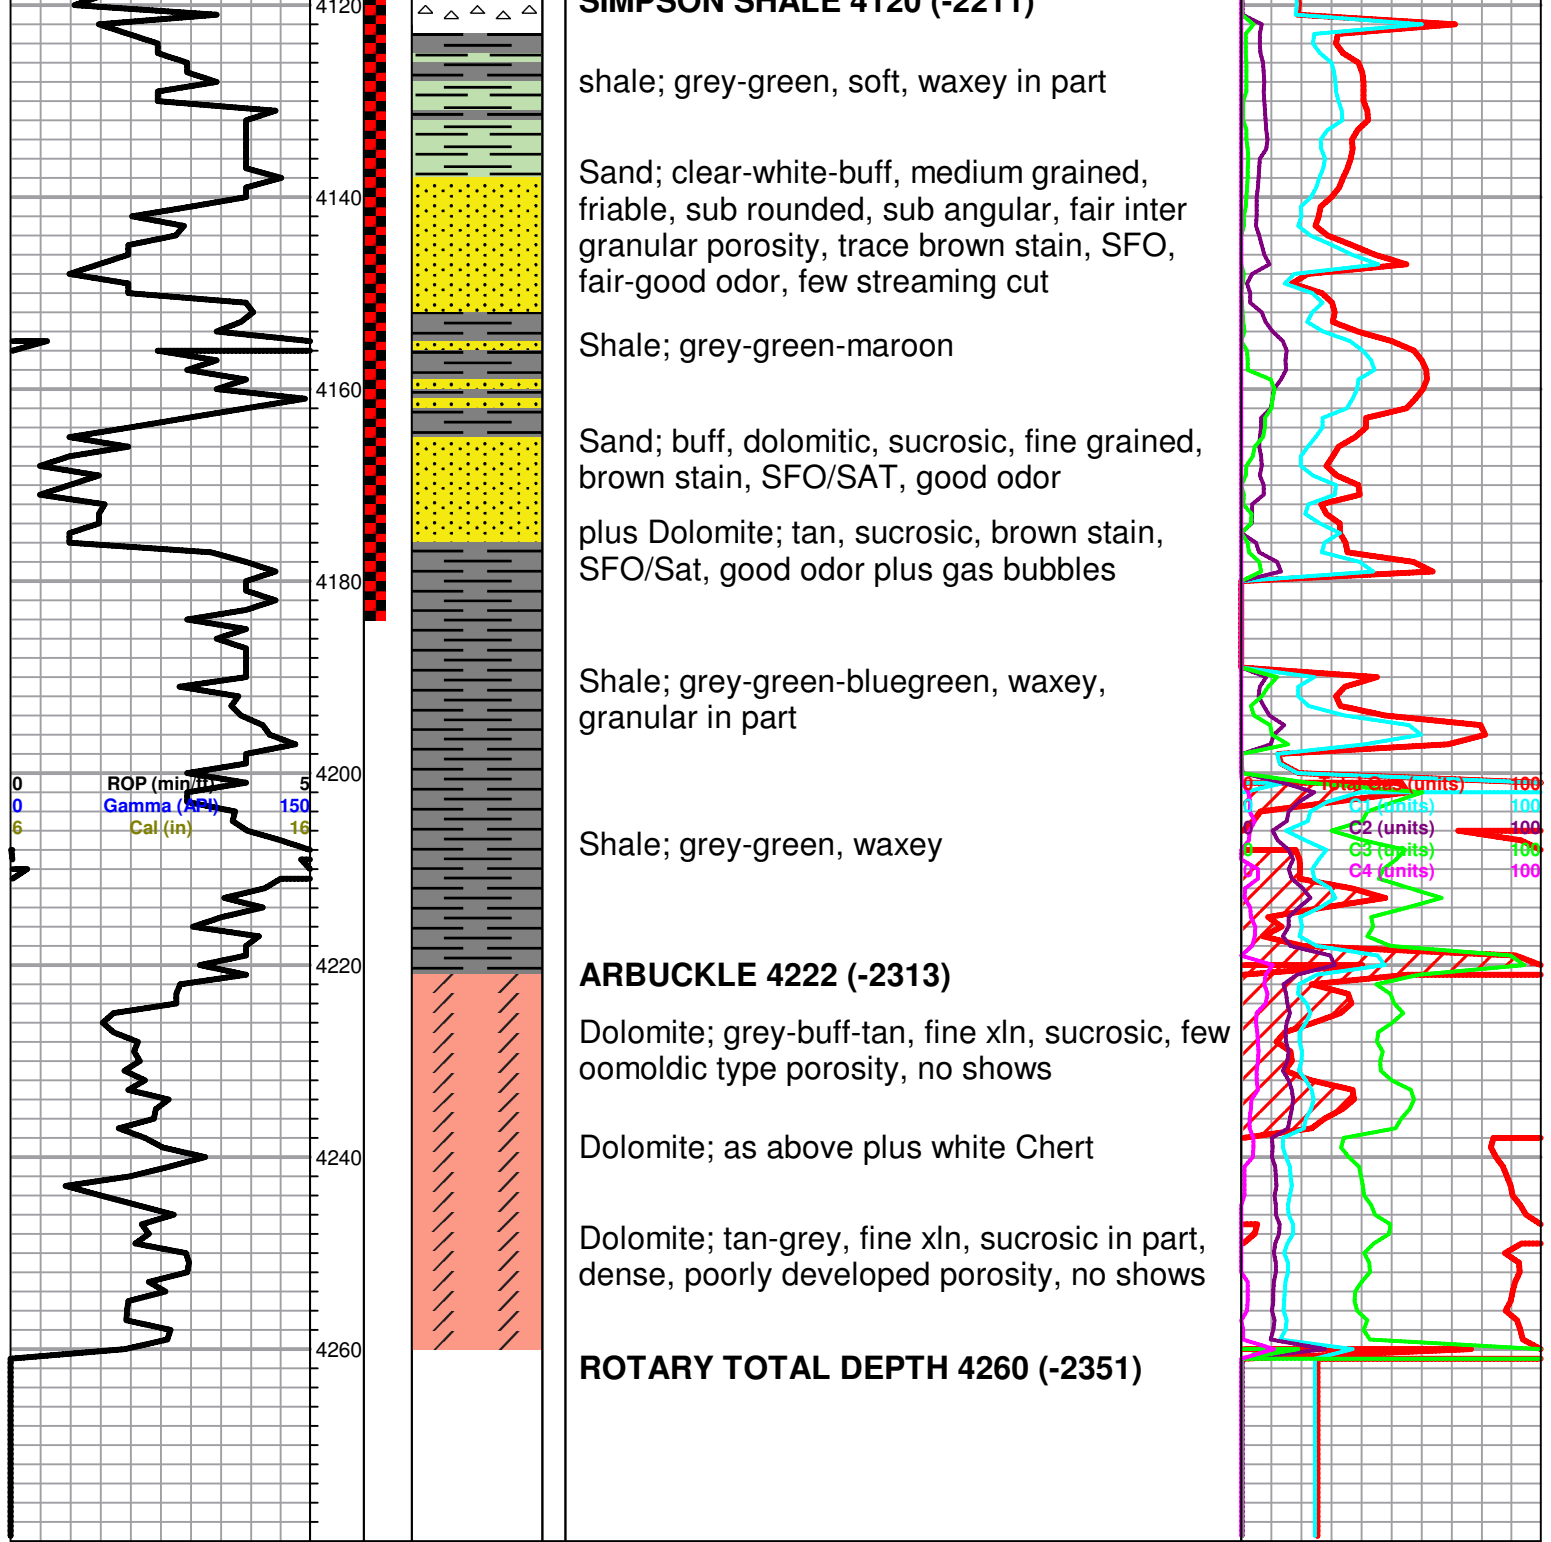 4120
SIMPSON SHALE 4120 (-2211)
shale; grey-green, soft, waxey in part
Sand; clear-white-buff, medium grained,
friable, sub rounded, sub angular, fair inter
granular porosity, trace brown stain, SFO,
fair-good odor, few streaming cut
4140
Shale; grey-green-maroon
4160
Sand; buff, dolomitic, sucrosic, fine grained,
brown stain, SFO/SAT, good odor
plus Dolomite; tan, sucrosic, brown stain,
SFO/Sat, good odor plus gas bubbles
4180
Shale; grey-green-bluegreen, waxey,
granular in part
4200
0 ROP (min/ft) 5
0 Gamma (API) 150
6 Cal (in) 16
0 Total Gas (units) 100
0 C1 (units) 100
0 C2 (units) 100
0 C3 (units) 100
0 C4 (units) 100
Shale; grey-green, waxey
4220
ARBUCKLE 4222 (-2313)
Dolomite; grey-buff-tan, fine xln, sucrosic, few
oomoldic type porosity, no shows
4240
Dolomite; as above plus white Chert
Dolomite; tan-grey, fine xln, sucrosic in part,
dense, poorly developed porosity, no shows
4260
ROTARY TOTAL DEPTH 4260 (-2351)